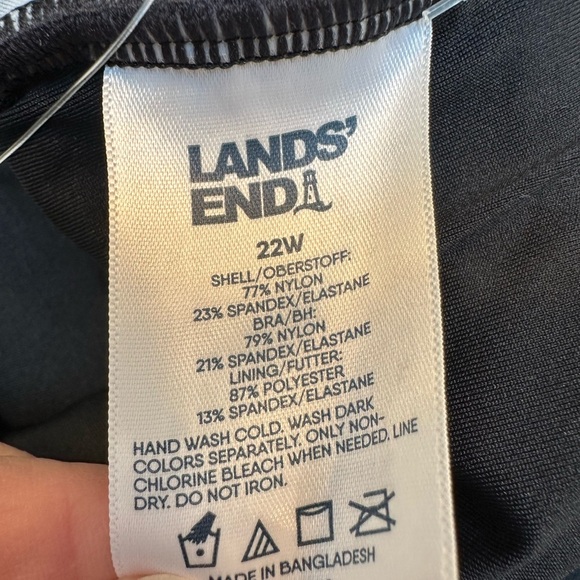 LANDS'
END
22W
SHELL/OBERSTOFF:
77% NYLON
23% SPANDEX/ELASTANE
BRA/BH:
79% NYLON
21% SPANDEX/ELASTANE
LINING/FUTTER:
87% POLYESTER
13% SPANDEX/ELASTANE
HAND WASH COLD. WASH DARK
COLORS SEPARATELY. ONLY NON-
CHLORINE BLEACH WHEN NEEDED. LINE
DRY. DO NOT IRON.
MADE IN BANGLADESH